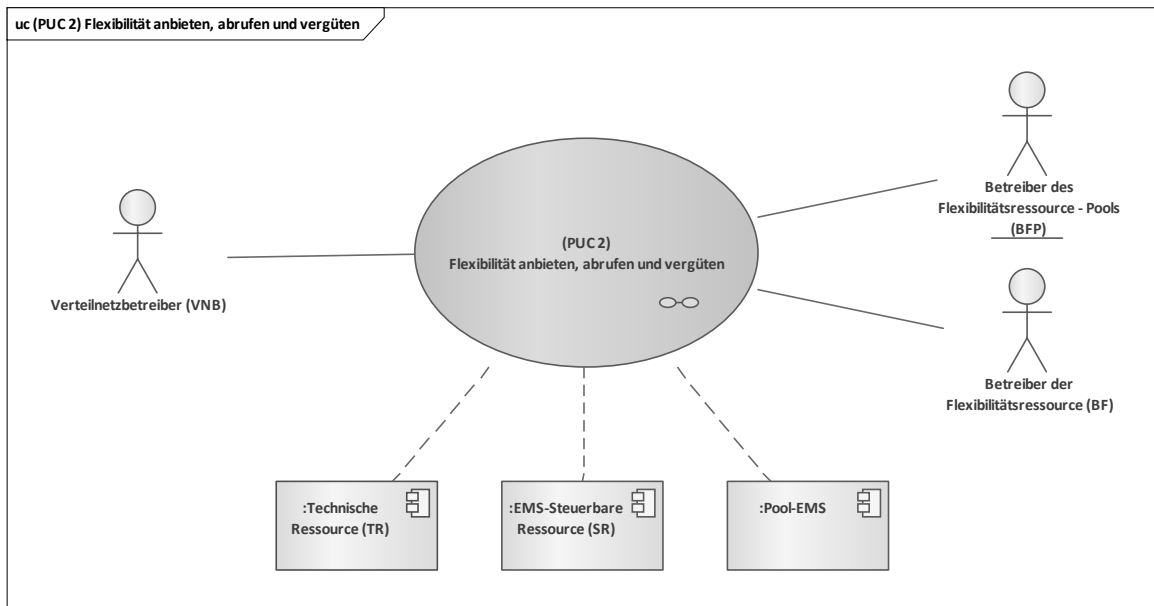 uc (PUC 2) Flexibilität anbieten, abrufen und vergüten
Betreiber des
Flexibilitätsressource - Pools
(BFP)
(PUC 2)
Flexibilität anbieten, abrufen und vergüten
Verteilnetzbetreiber (VNB)
Betreiber der
Flexibilitätsressource (BF)
:Technische
Ressource (TR)
:EMS-Steuerbare
Ressource (SR)
:Pool-EMS